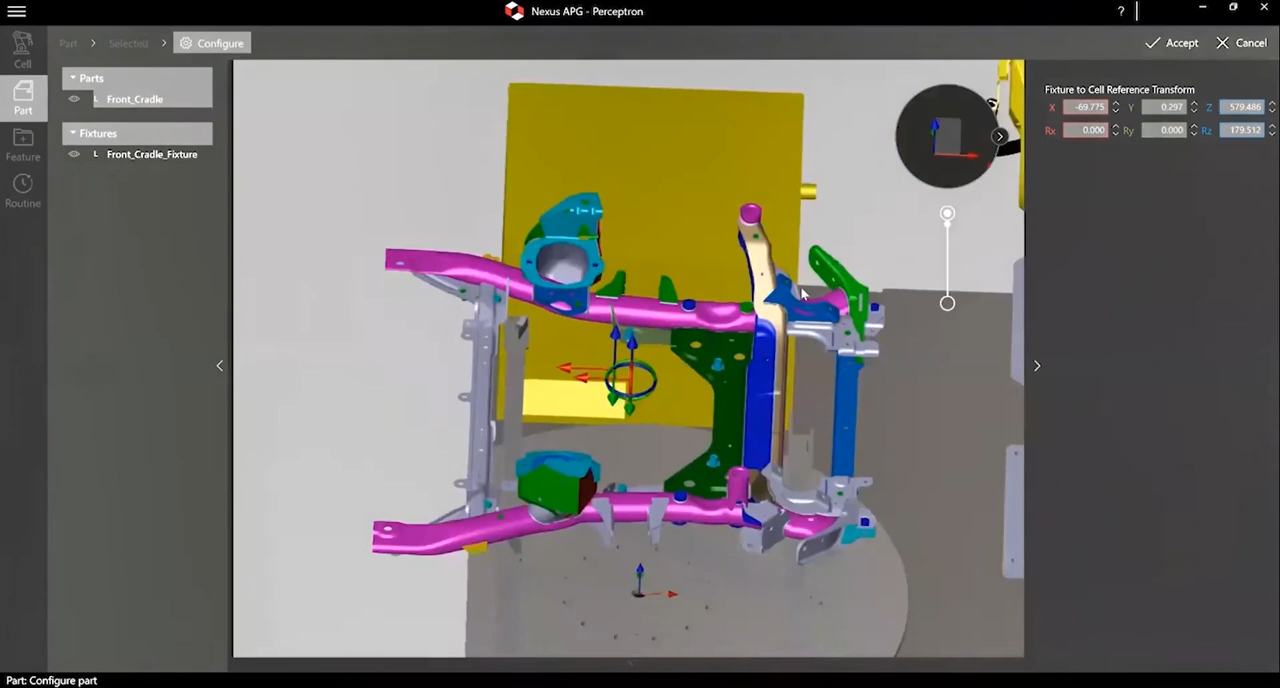 Nexus APG - Perceptron
?
Part > Selected > Configure
Accept Cancel
Cell
Part
Feature
Routine
Parts
L Front_Cradle
Fixtures
L Front_Cradle_Fixture
Fixture to Cell Reference Transform
X -69.775 Y 0.297 Z 579.486
Rx 0.000 Ry 0.000 Rz 179.512
Part: Configure part